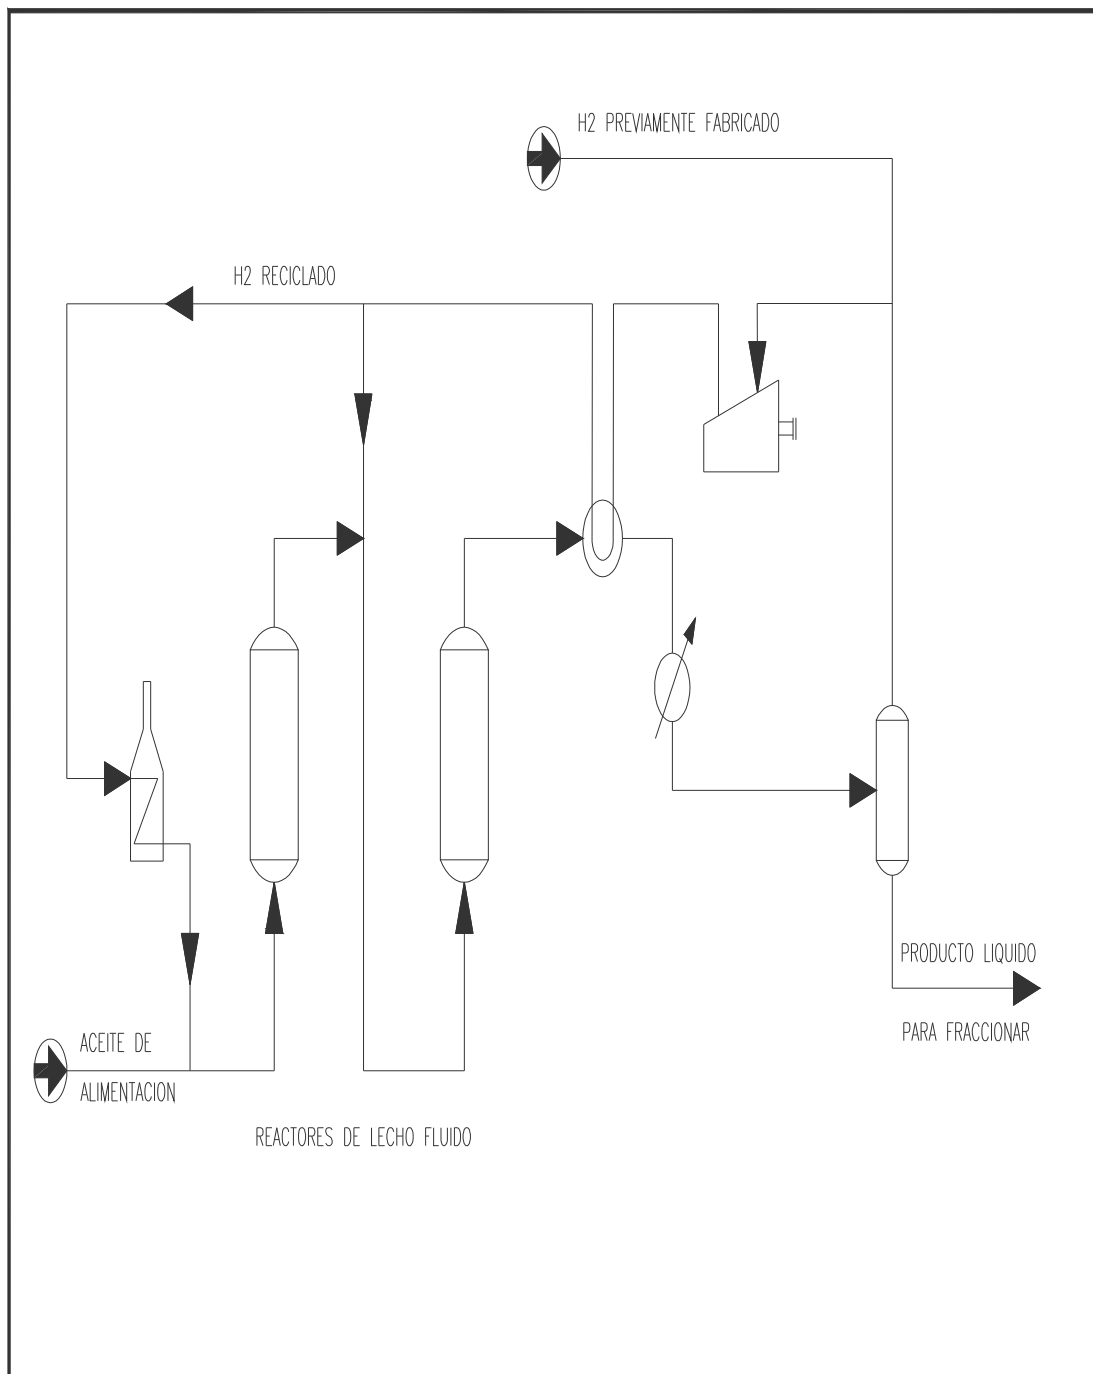 H2 PREVIAMENTE FABRICADO
H2 RECICLADO
PRODUCTO LIQUIDO
PARA FRACCIONAR
ACEITE DE
ALIMENTACION
REACTORES DE LECHO FLUIDO